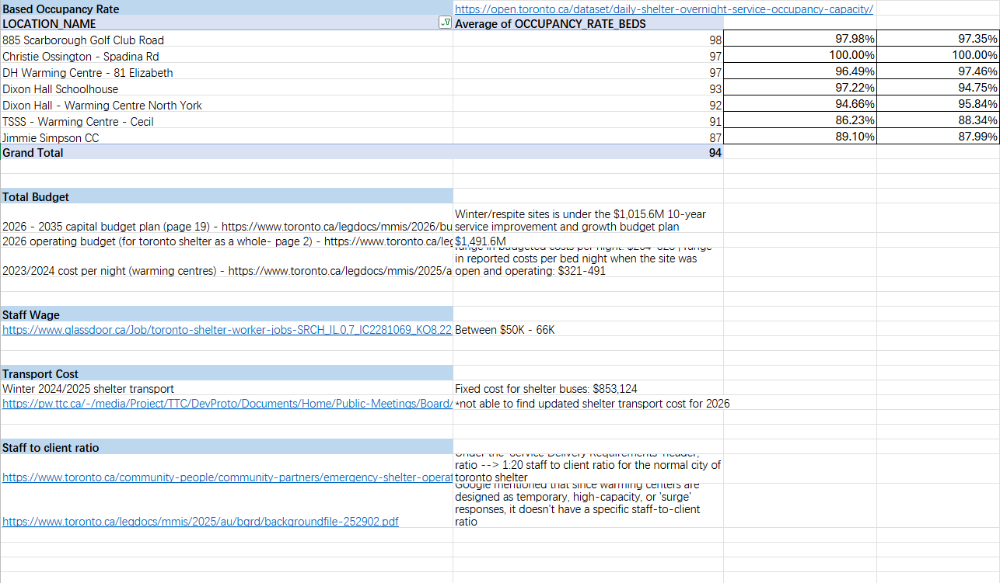 Based Occupancy Rate https://open.toronto.ca/dataset/daily-shelter-overnight-service-occupancy-capacity/
LOCATION_NAME Average of OCCUPANCY_RATE_BEDS
885 Scarborough Golf Club Road 98 97.98% 97.35%
Christie Ossington - Spadina Rd 97 100.00% 100.00%
DH Warming Centre - 81 Elizabeth 97 96.49% 97.46%
Dixon Hall Schoolhouse 93 97.22% 94.75%
Dixon Hall - Warming Centre North York 92 94.66% 95.84%
TSSS - Warming Centre - Cecil 91 86.23% 88.34%
Jimmie Simpson CC 87 89.10% 87.99%
Grand Total 94
Total Budget
Winter/respite sites is under the $1,015.6M 10-year
2026 - 2035 capital budget plan (page 19) - https://www.toronto.ca/legdocs/mmis/2026/bu service improvement and growth budget plan
2026 operating budget (for toronto shelter as a whole- page 2) - https://www.toronto.ca/leg $1,491.6M
in reported costs per bed night when the site was
2023/2024 cost per night (warming centres) - https://www.toronto.ca/legdocs/mmis/2025/a open and operating: $321-491
Staff Wage
https://www.glassdoor.ca/Job/toronto-shelter-worker-jobs-SRCH_IL.0,7_IC2281069_KO8,22 Between $50K - 66K
Transport Cost
Winter 2024/2025 shelter transport Fixed cost for shelter buses: $853,124
https://pw.ttc.ca/-/media/Project/TTC/DevProto/Documents/Home/Public-Meetings/Board/ *not able to find updated shelter transport cost for 2026
Staff to client ratio
Under the 'Service Delivery Requirements' header,
ratio --> 1:20 staff to client ratio for the normal city of
https://www.toronto.ca/community-people/community-partners/emergency-shelter-operat toronto shelter
Google mentioned that since warming centers are
designed as temporary, high-capacity, or 'surge'
responses, it doesn't have a specific staff-to-client
https://www.toronto.ca/legdocs/mmis/2025/au/bgrd/backgroundfile-252902.pdf ratio